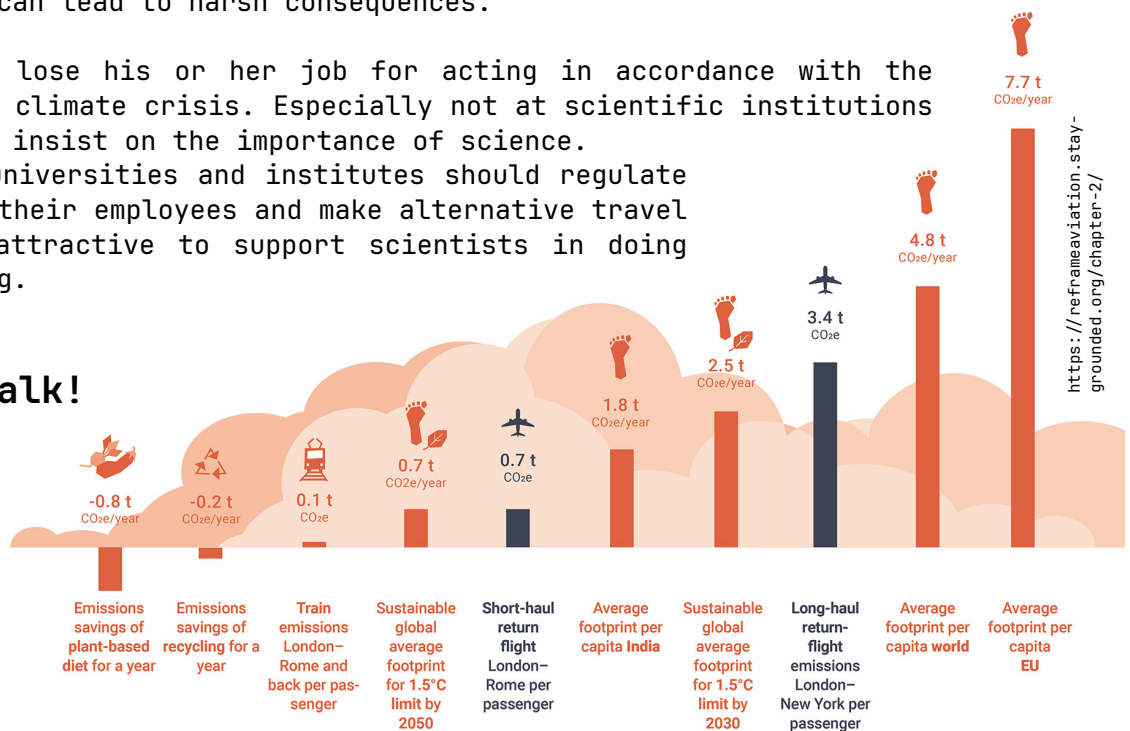 can lead to harsh consequences.
lose his or her job for acting in accordance with the
climate crisis. Especially not at scientific institutions
insist on the importance of science.
universities and institutes should regulate
their employees and make alternative travel
attractive to support scientists in doing
g.
alk!
-0.8 t
CO₂e/year
Emissions
savings of
plant-based
diet for a year
-0.2 t
CO₂e/year
Emissions
savings of
recycling for a
year
0.1 t
CO₂e
Train
emissions
London–
Rome and
back per pas-
senger
0.7 t
CO2e/year
Sustainable
global
average
footprint
for 1.5°C
limit by
2050
0.7 t
CO₂e
Short-haul
return
flight
London–
Rome per
passenger
1.8 t
CO₂e/year
Average
footprint per
capita India
2.5 t
CO₂e/year
Sustainable
global
average
footprint
for 1.5°C
limit by
2030
3.4 t
CO₂e
Long-haul
return-
flight
emissions
London–
New York per
passenger
4.8 t
CO₂e/year
Average
footprint per
capita world
7.7 t
CO₂e/year
Average
footprint per
capita
EU
https://reframeaviation.stay-
grounded.org/chapter-2/